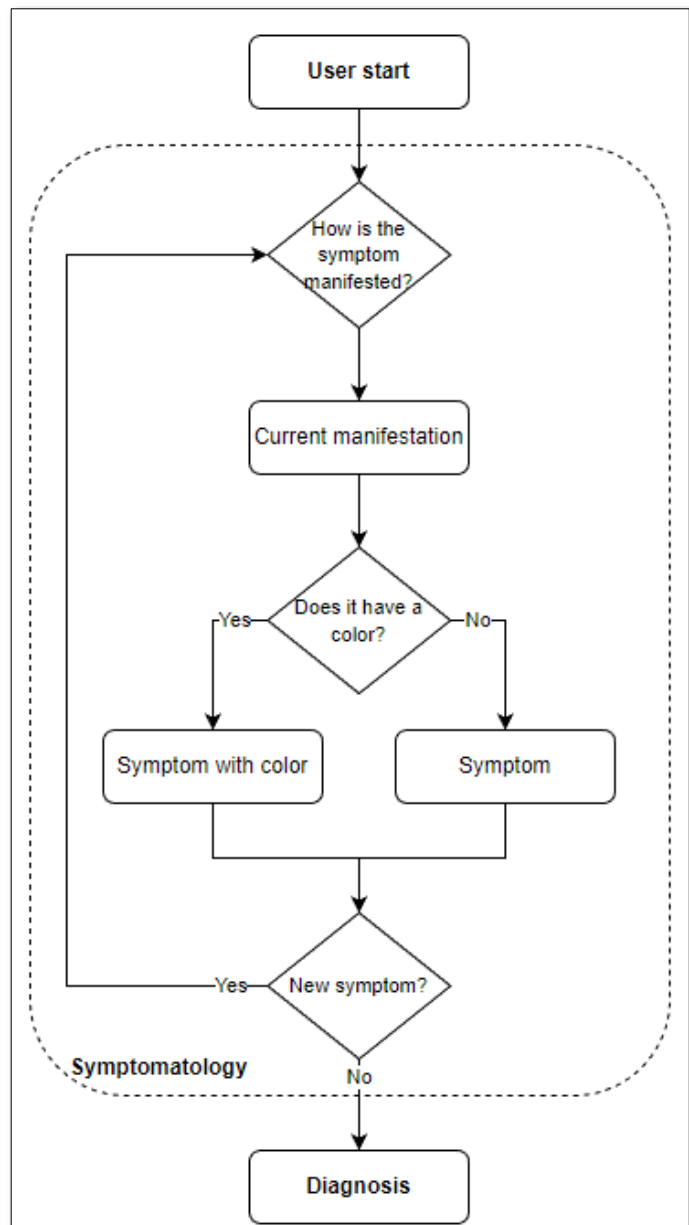 User start
How is the
symptom
manifested?
Current manifestation
Does it have a
color?
Yes
No
Symptom with color
Symptom
New symptom?
Yes
Symptomatology
No
Diagnosis